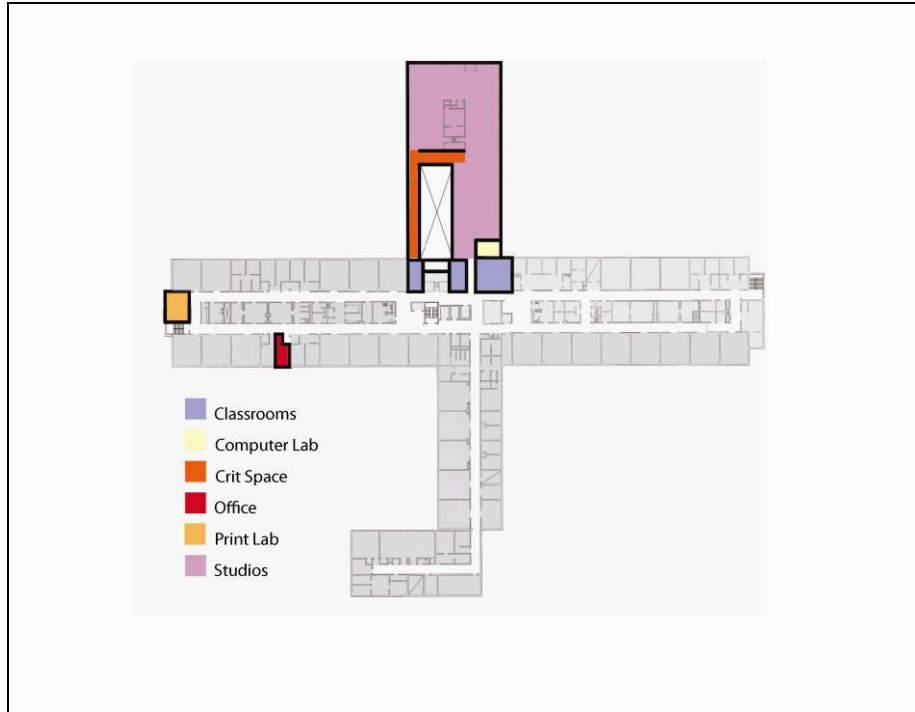 Classrooms
Computer Lab
Crit Space
Office
Print Lab
Studios